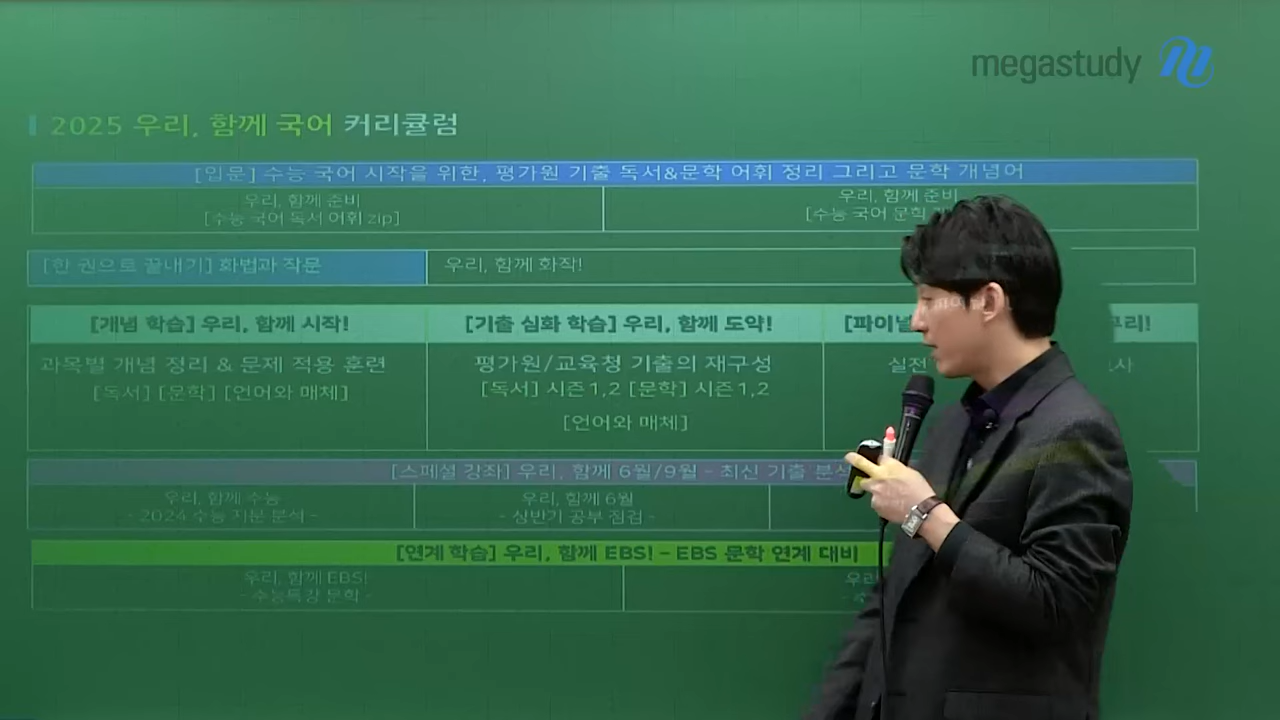 megastudy
2025 우리, 함께 국어 커리큘럼
[입문] 수능 국어 시작을 위한, 평가원 기출 독서&문학 어휘 정리 그리고 문학 개념어
우리, 함께 준비
[수능 국어 독서 어휘 zip]
우리, 함께 준비
[수능 국어 문학
[한 권으로 끝내기] 화법과 작문
우리, 함께 화작!
[개념 학습] 우리, 함께 시작!
과목별 개념 정리 & 문제 적용 훈련
[독서] [문학] [언어와 매체]
[기출 심화 학습] 우리, 함께 도약!
평가원/교육청 기출의 재구성
[독서] 시즌 1,2 [문학] 시즌 1,2
[언어와 매체]
[파이널
실전
[스페셜 강좌] 우리, 함께 6월/9월 - 최신 기출 분석
우리, 함께 수능
- 2024 수능 지문 분석 -
우리, 함께 6월
- 상반기 공부 점검 -
[연계 학습] 우리, 함께 EBS! - EBS 문학 연계 대비
우리, 함께 EBS!
- 수능특강 문학 -